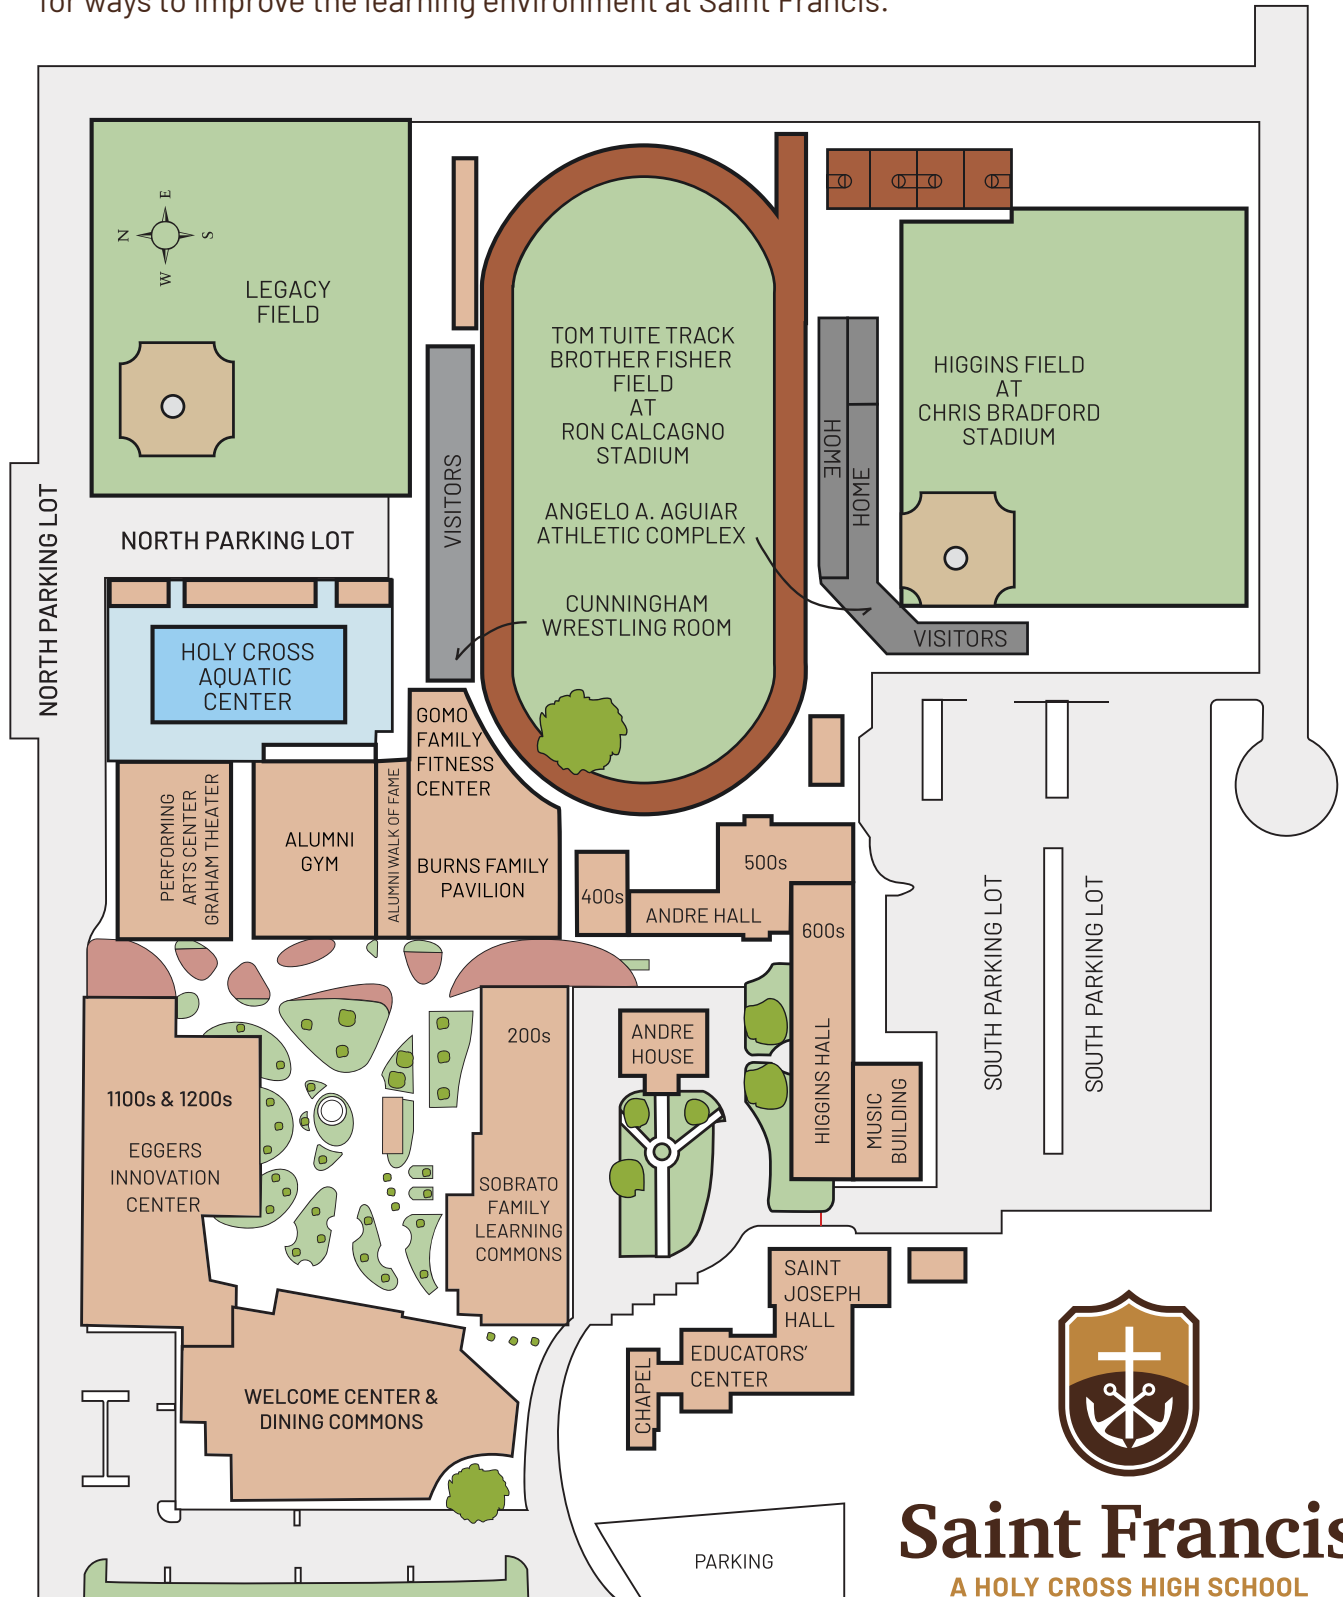 for ways to improve the learning environment at Saint Francis.
E
N
S
W
LEGACY
FIELD
TOM TUITE TRACK
BROTHER FISHER
FIELD
AT
RON CALCAGNO
STADIUM
ANGELO A. AGUIAR
ATHLETIC COMPLEX
CUNNINGHAM
WRESTLING ROOM
VISITORS
HOME
HOME
VISITORS
HIGGINS FIELD
AT
CHRIS BRADFORD
STADIUM
NORTH PARKING LOT
NORTH PARKING LOT
HOLY CROSS
AQUATIC
CENTER
GOMO
FAMILY
FITNESS
CENTER
PERFORMING
ARTS CENTER
GRAHAM THEATER
ALUMNI
GYM
ALUMNI WALK OF FAME
BURNS FAMILY
PAVILION
400s
500s
ANDRE HALL
600s
HIGGINS HALL
MUSIC
BUILDING
SOUTH PARKING LOT
SOUTH PARKING LOT
200s
ANDRE
HOUSE
1100s & 1200s
EGGERS
INNOVATION
CENTER
SOBRATO
FAMILY
LEARNING
COMMONS
SAINT
JOSEPH
HALL
EDUCATORS'
CENTER
CHAPEL
WELCOME CENTER &
DINING COMMONS
PARKING
Saint Francis
A HOLY CROSS HIGH SCHOOL